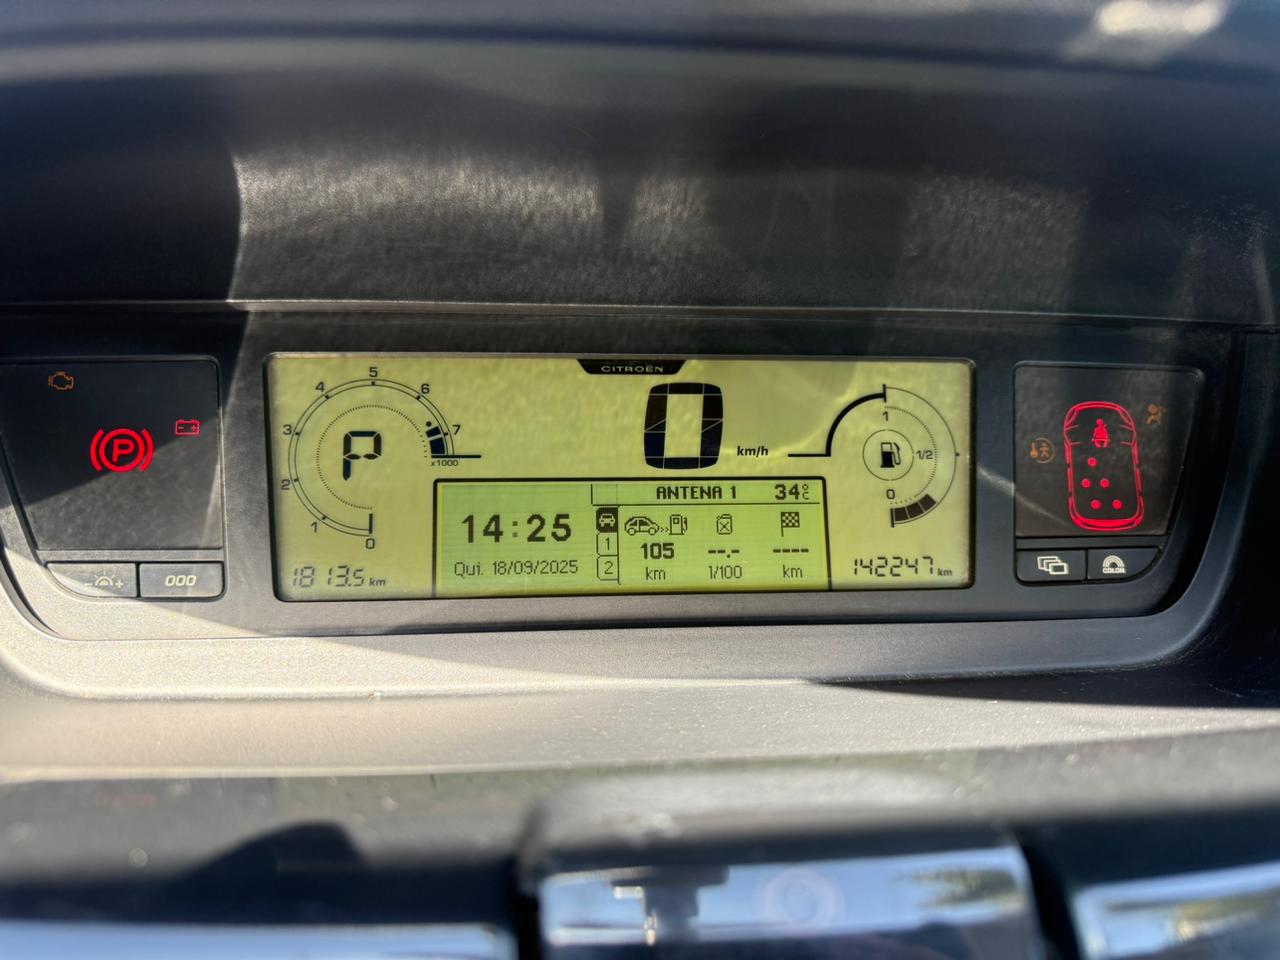 CITROËN
4 5 6
3 7
x1000
2
1
0
P
1813.5 km
0 km/h
ANTENA 1 34°C
14:25
Qui. 18/09/2025
1
2
105
km
--.-
1/100
----
km
1
1/2
0
142247 km
P
- +
000
COLOR